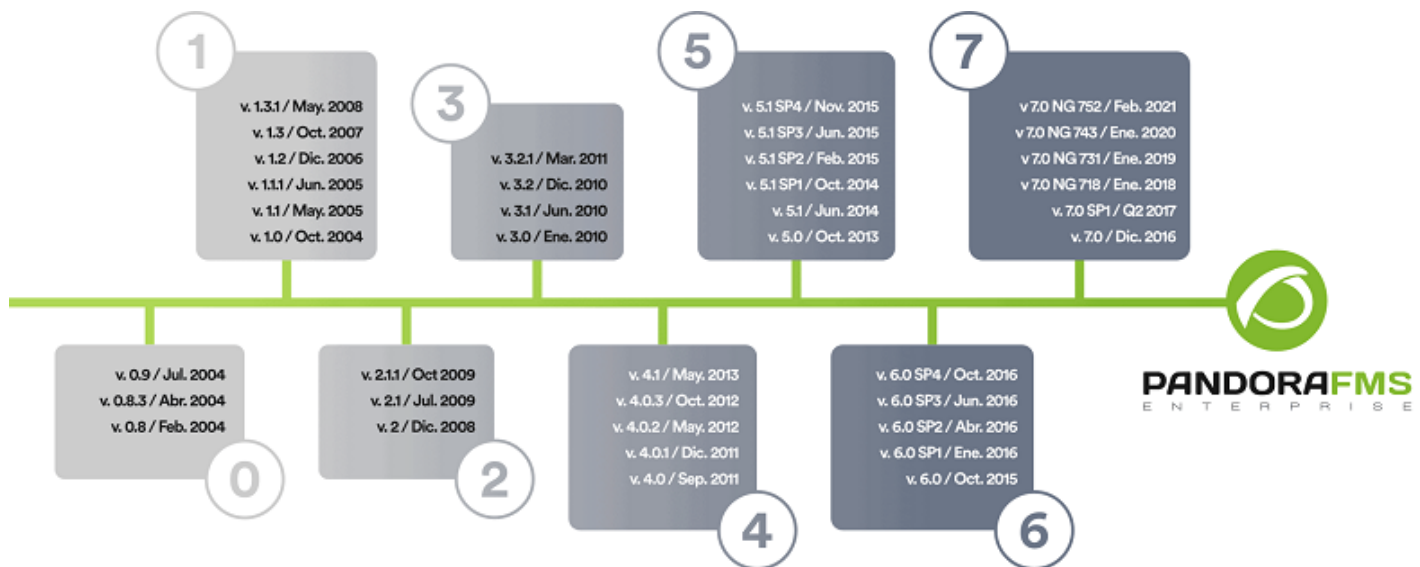 1
v. 1.3.1 / May. 2008
v. 1.3 / Oct. 2007
v. 1.2 / Dic. 2006
v. 1.1.1 / Jun. 2005
v. 1.1 / May. 2005
v. 1.0 / Oct. 2004
3
v. 3.2.1 / Mar. 2011
v. 3.2 / Dic. 2010
v. 3.1 / Jun. 2010
v. 3.0 / Ene. 2010
5
v. 5.1 SP4 / Nov. 2015
v. 5.1 SP3 / Jun. 2015
v. 5.1 SP2 / Feb. 2015
v. 5.1 SP1 / Oct. 2014
v. 5.1 / Jun. 2014
v. 5.0 / Oct. 2013
7
v 7.0 NG 752 / Feb. 2021
v 7.0 NG 743 / Ene. 2020
v 7.0 NG 731 / Ene. 2019
v 7.0 NG 718 / Ene. 2018
v. 7.0 SP1 / Q2 2017
v. 7.0 / Dic. 2016
v. 0.9 / Jul. 2004
v. 0.8.3 / Abr. 2004
v. 0.8 / Feb. 2004
0
v. 2.1.1 / Oct 2009
v. 2.1 / Jul. 2009
v. 2 / Dic. 2008
2
v. 4.1 / May. 2013
v. 4.0.3 / Oct. 2012
v. 4.0.2 / May. 2012
v. 4.0.1 / Dic. 2011
v. 4.0 / Sep. 2011
4
v. 6.0 SP4 / Oct. 2016
v. 6.0 SP3 / Jun. 2016
v. 6.0 SP2 / Abr. 2016
v. 6.0 SP1 / Ene. 2016
v. 6.0 / Oct. 2015
6
PANDORAFMS
ENTERPRISE